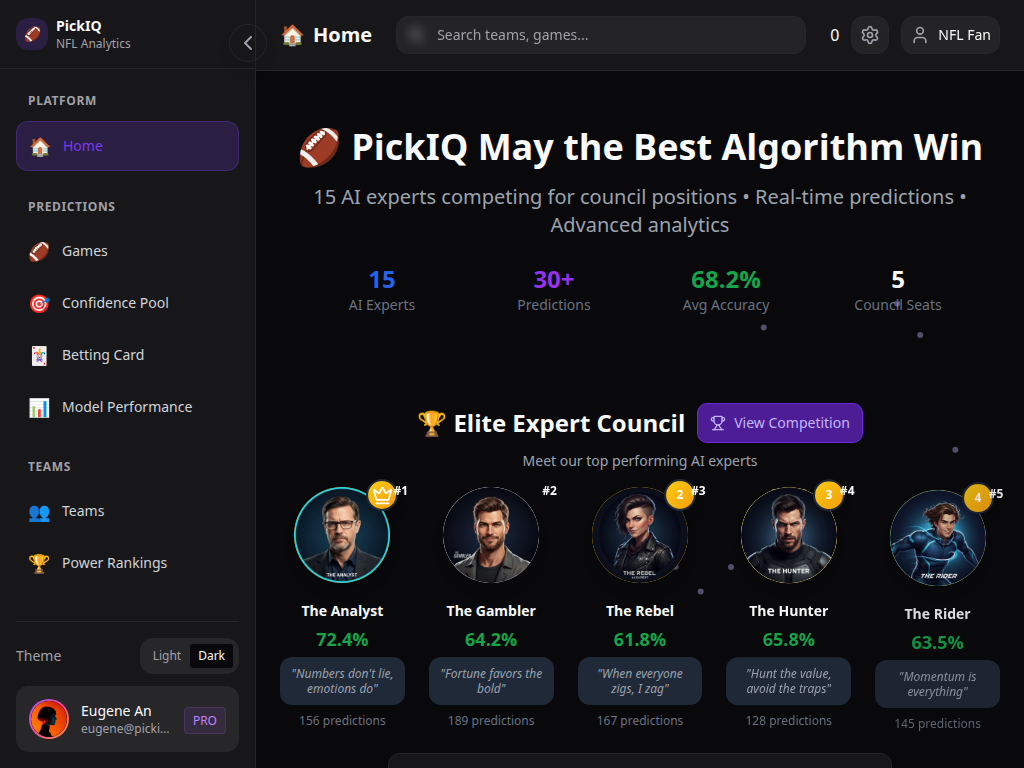 PickIQ
NFL Analytics
🏠 Home
Search teams, games...
0
NFL Fan
PLATFORM
Home
PREDICTIONS
Games
Confidence Pool
Betting Card
Model Performance
TEAMS
Teams
Power Rankings
Theme
Light
Dark
Eugene An
eugene@picki...
PRO
🏈 PickIQ May the Best Algorithm Win
15 AI experts competing for council positions • Real-time predictions •
Advanced analytics
15
AI Experts
30+
Predictions
68.2%
Avg Accuracy
5
Council Seats
🏆 Elite Expert Council
View Competition
Meet our top performing AI experts
#1
THE ANALYST
The Analyst
72.4%
"Numbers don't lie,
emotions do"
156 predictions
#2
The Gambler
64.2%
"Fortune favors the
bold"
189 predictions
2
#3
THE REBEL
The Rebel
61.8%
"When everyone
zigs, I zag"
167 predictions
3
#4
THE HUNTER
The Hunter
65.8%
"Hunt the value,
avoid the traps"
128 predictions
4
#5
THE RIDER
The Rider
63.5%
"Momentum is
everything"
145 predictions